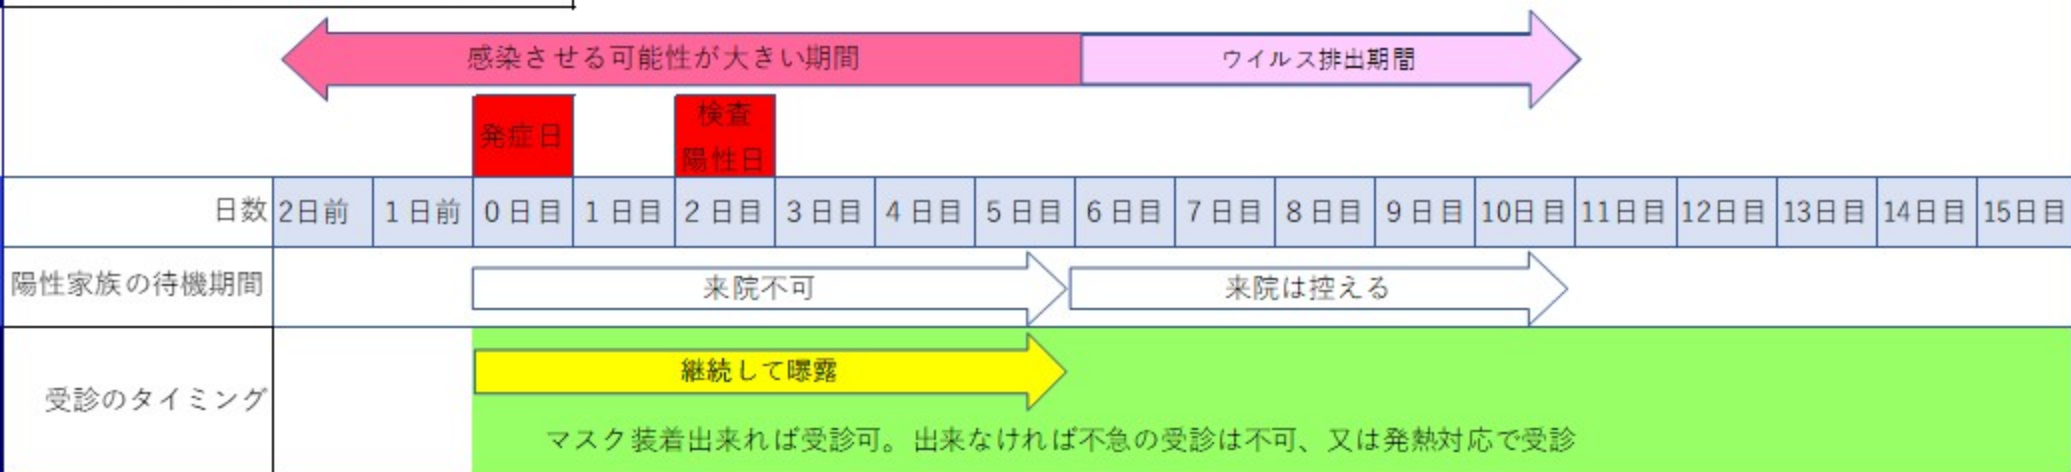 感染させる可能性が大きい期間
ウイルス排出期間
発症日
検査
陽性日
日数 2日前 1日前 0日目 1日目 2日目 3日目 4日目 5日目 6日目 7日目 8日目 9日目 10日目 11日目 12日目 13日目 14日目 15日目
陽性家族の待機期間
来院不可
来院は控える
受診のタイミング
継続して曝露
マスク装着出来れば受診可。出来なければ不急の受診は不可、又は発熱対応で受診